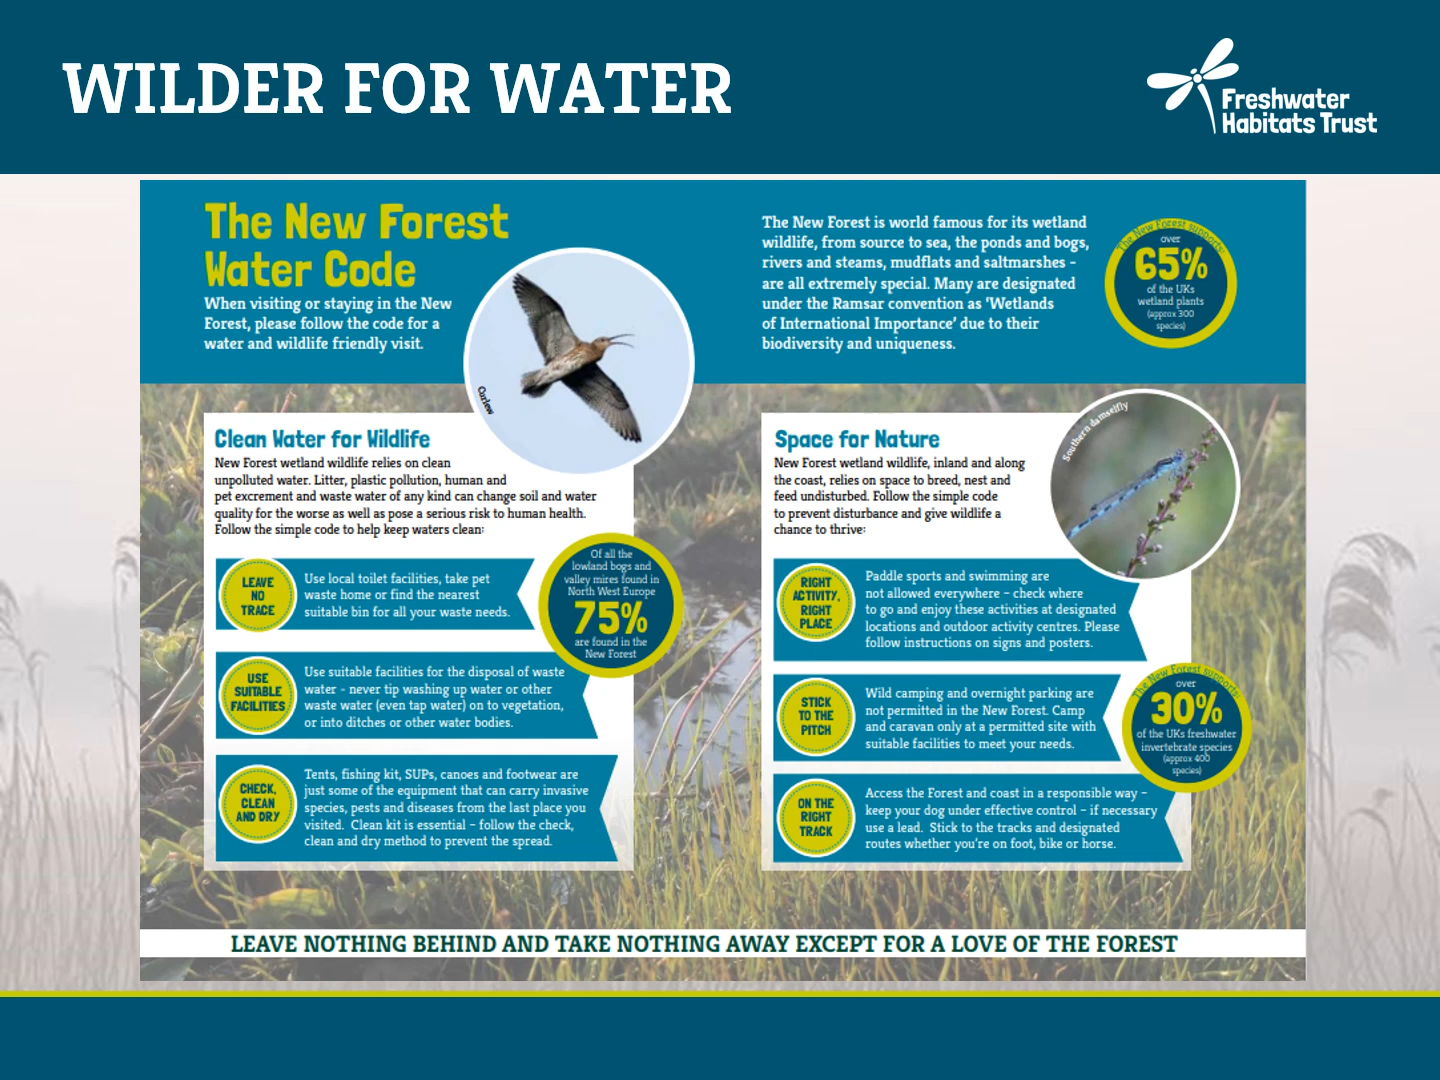 WILDER FOR WATER
Freshwater
Habitats Trust
The New Forest
Water Code
When visiting or staying in the New
Forest, please follow the code for a
water and wildlife friendly visit.
Curlew
The New Forest is world famous for its wetland
wildlife, from source to sea, the ponds and bogs,
rivers and steams, mudflats and saltmarshes -
are all extremely special. Many are designated
under the Ramsar convention as ‘Wetlands
of International Importance’ due to their
biodiversity and uniqueness.
The New Forest supports
over
65%
of the UKs
wetland plants
(approx 300
species)
Clean Water for Wildlife
New Forest wetland wildlife relies on clean
unpolluted water. Litter, plastic pollution, human and
pet excrement and waste water of any kind can change soil and water
quality for the worse as well as pose a serious risk to human health.
Follow the simple code to help keep waters clean:
LEAVE
NO
TRACE
Use local toilet facilities, take pet
waste home or find the nearest
suitable bin for all your waste needs.
Of all the
lowland bogs and
valley mires found in
North West Europe
75%
are found in the
New Forest
USE
SUITABLE
FACILITIES
Use suitable facilities for the disposal of waste
water - never tip washing up water or other
waste water (even tap water) on to vegetation,
or into ditches or other water bodies.
CHECK,
CLEAN
AND DRY
Tents, fishing kit, SUPs, canoes and footwear are
just some of the equipment that can carry invasive
species, pests and diseases from the last place you
visited. Clean kit is essential – follow the check,
clean and dry method to prevent the spread.
Space for Nature
New Forest wetland wildlife, inland and along
the coast, relies on space to breed, nest and
feed undisturbed. Follow the simple code
to prevent disturbance and give wildlife a
chance to thrive:
Southern damselfly
RIGHT
ACTIVITY,
RIGHT
PLACE
Paddle sports and swimming are
not allowed everywhere – check where
to go and enjoy these activities at designated
locations and outdoor activity centres. Please
follow instructions on signs and posters.
STICK
TO THE
PITCH
Wild camping and overnight parking are
not permitted in the New Forest. Camp
and caravan only at a permitted site with
suitable facilities to meet your needs.
The New Forest supports
over
30%
of the UKs freshwater
invertebrate species
(approx 400
species)
ON THE
RIGHT
TRACK
Access the Forest and coast in a responsible way –
keep your dog under effective control – if necessary
use a lead. Stick to the tracks and designated
routes whether you’re on foot, bike or horse.
LEAVE NOTHING BEHIND AND TAKE NOTHING AWAY EXCEPT FOR A LOVE OF THE FOREST